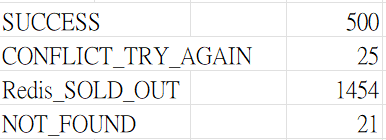 SUCCESS 500
CONFLICT_TRY_AGAIN 25
Redis_SOLD_OUT 1454
NOT_FOUND 21